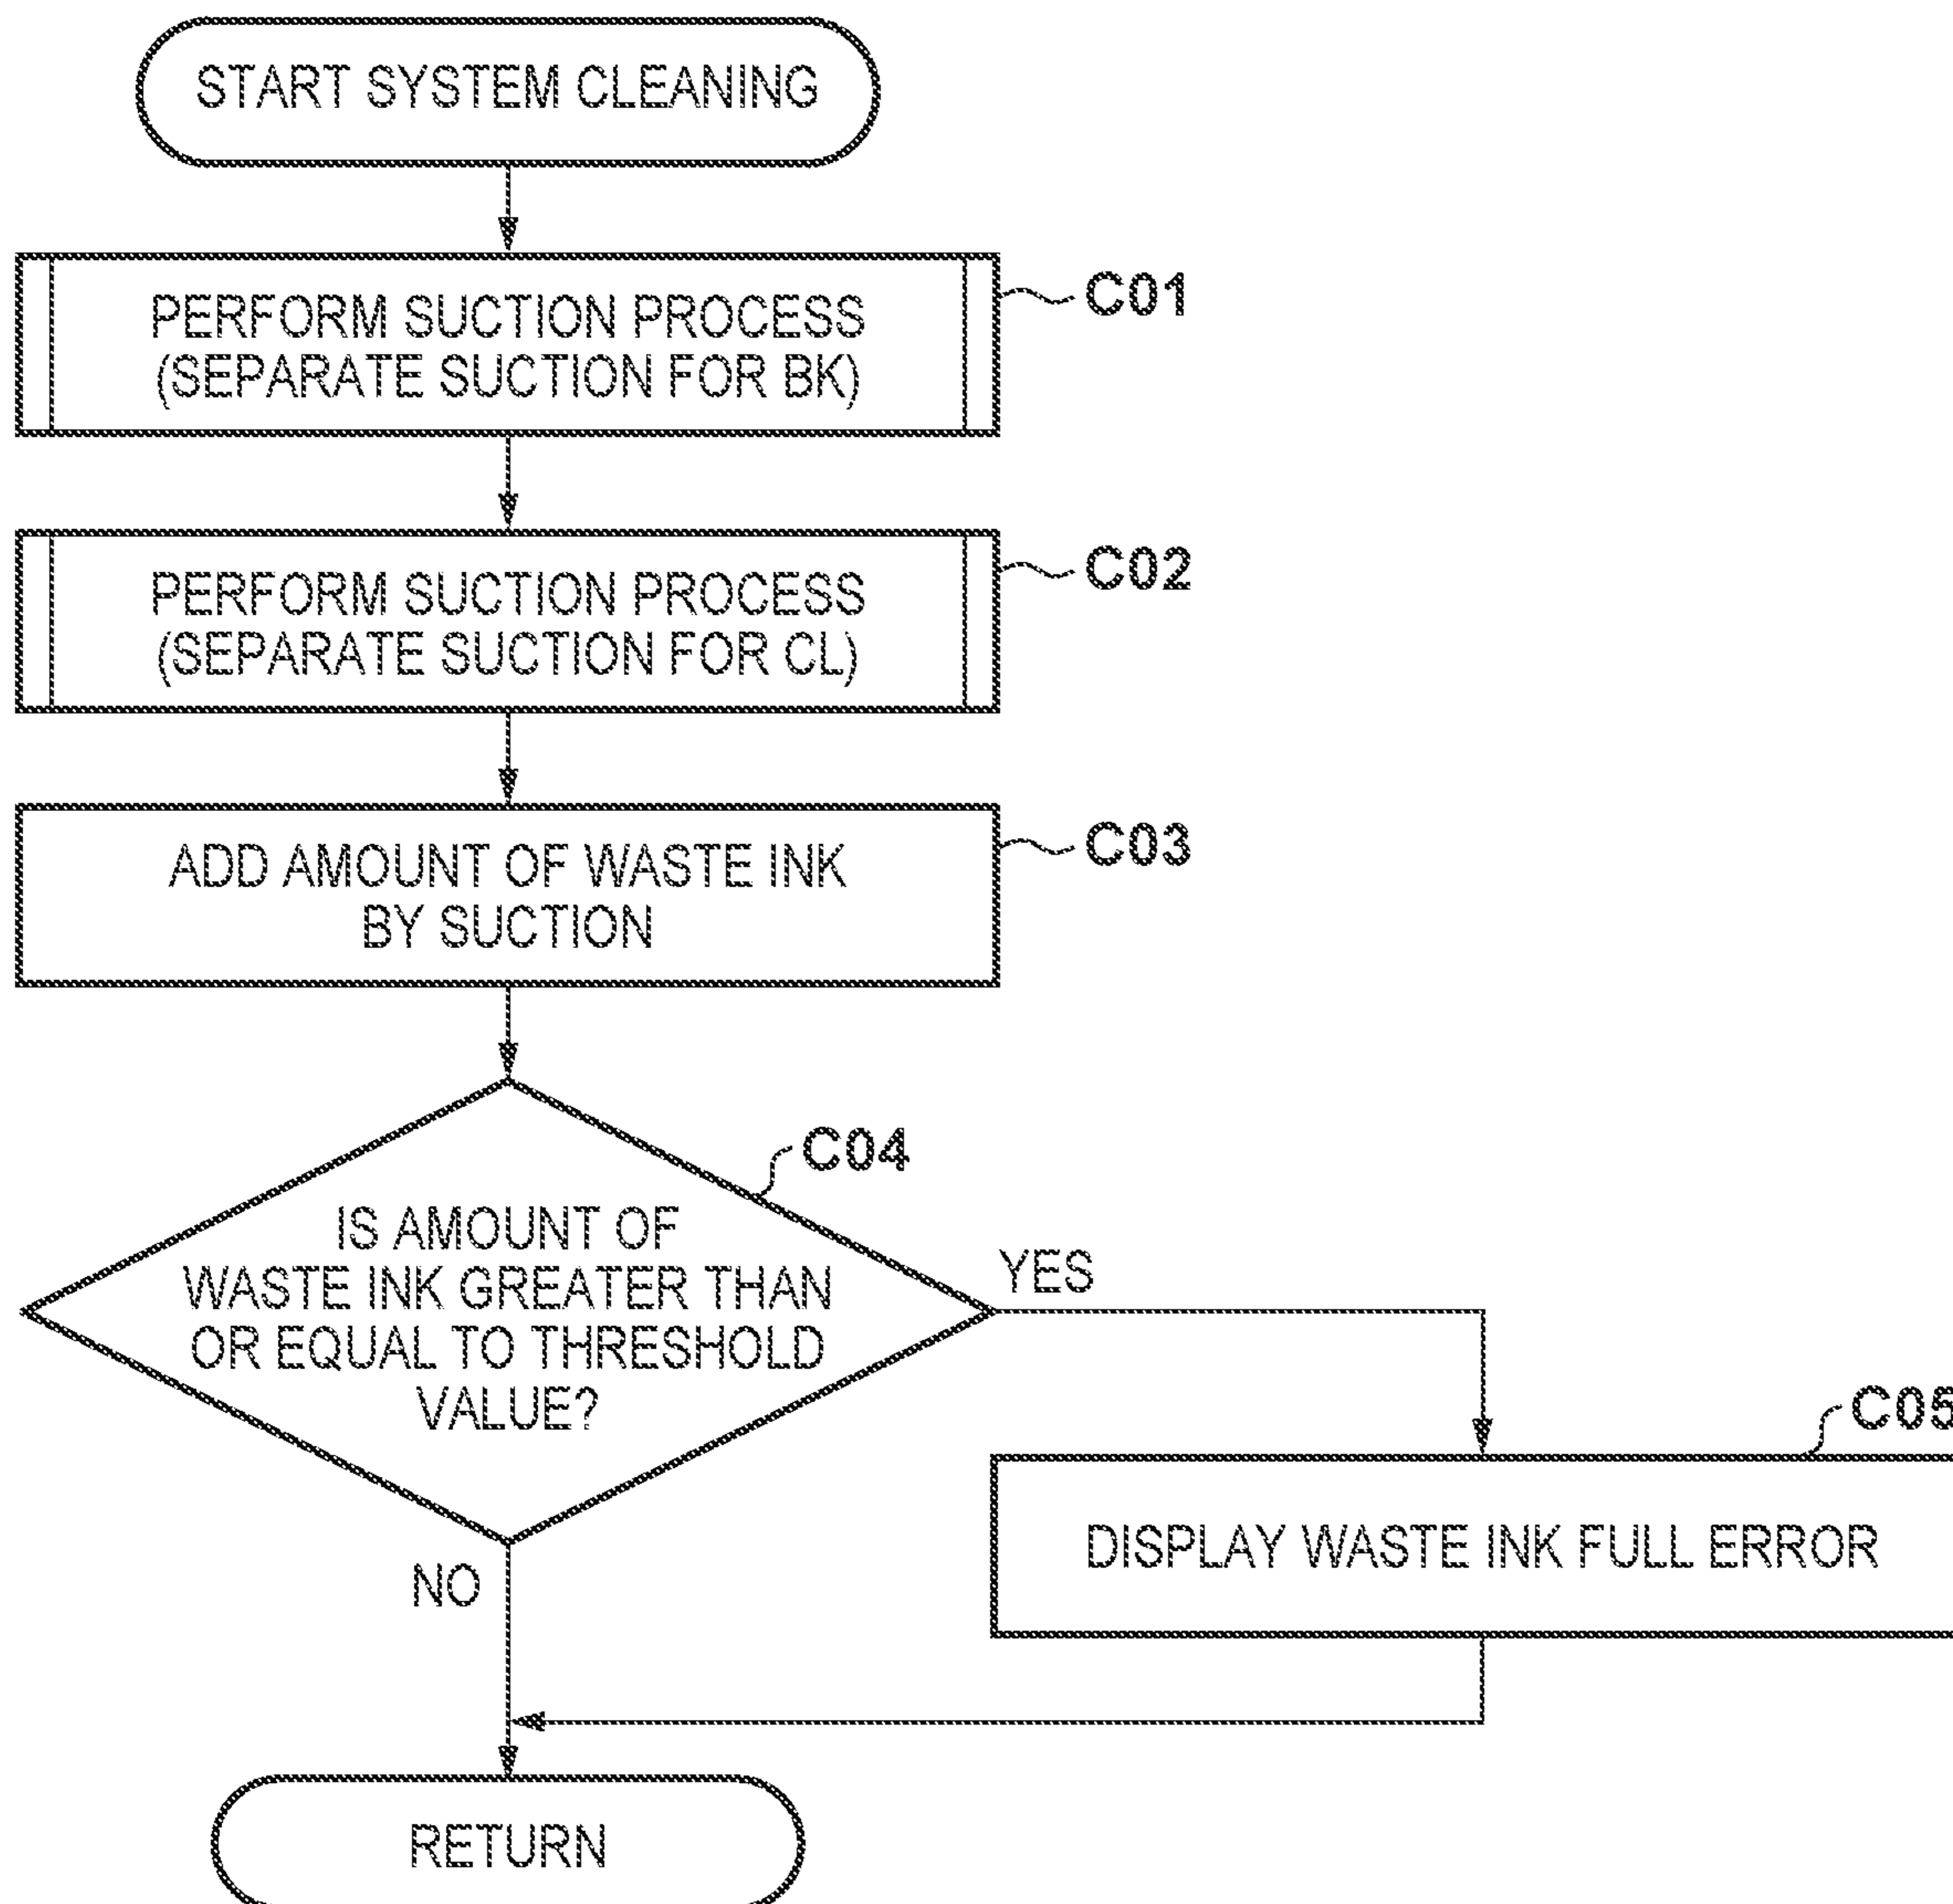 START SYSTEM CLEANING
PERFORM SUCTION PROCESS
(SEPARATE SUCTION FOR BK)
C01
PERFORM SUCTION PROCESS
(SEPARATE SUCTION FOR CL)
C02
ADD AMOUNT OF WASTE INK
BY SUCTION
C03
C04
IS AMOUNT OF
WASTE INK GREATER THAN
OR EQUAL TO THRESHOLD
VALUE?
YES
C05
DISPLAY WASTE INK FULL ERROR
NO
RETURN